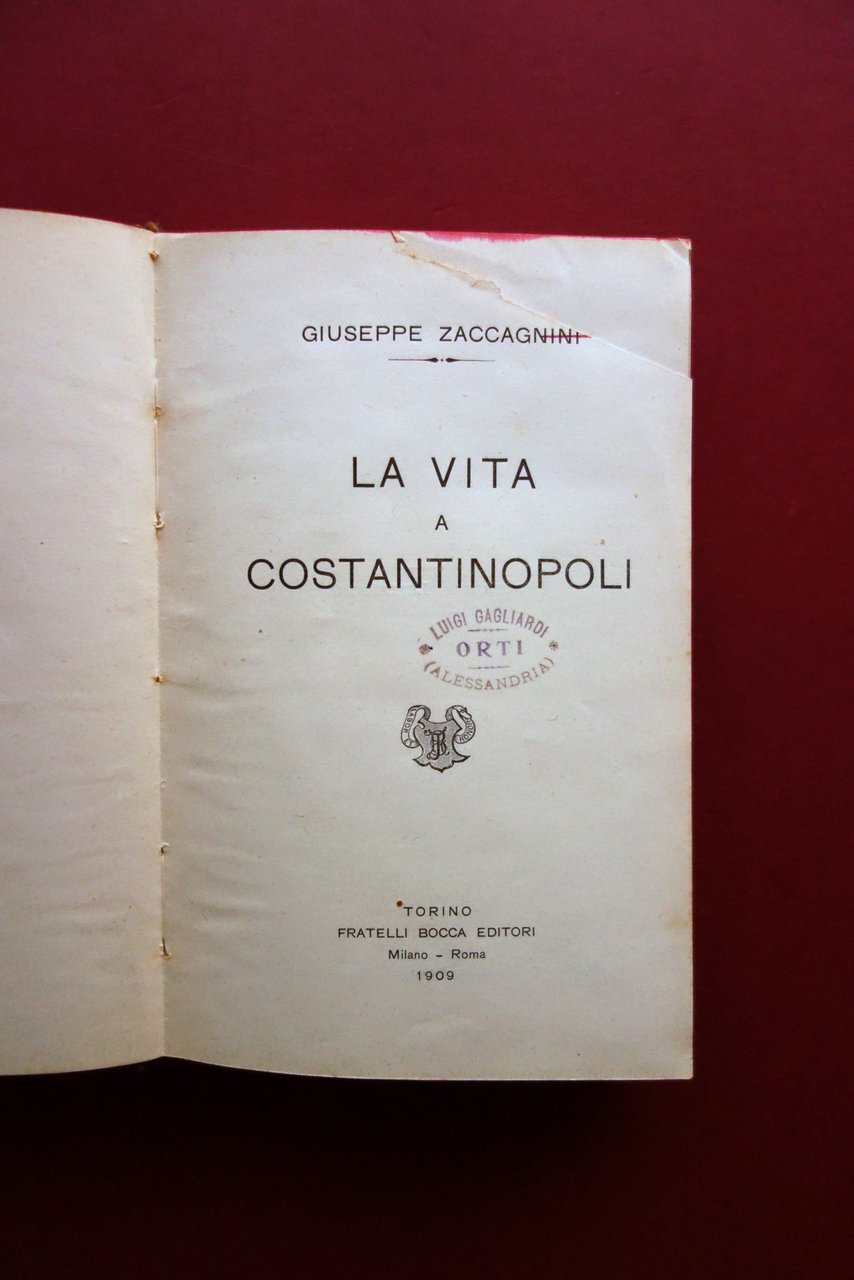 GIUSEPPE ZACCAGNINI
LA VITA
A
COSTANTINOPOLI
* LUIGI GAGLIARDI *
ORTI
(ALESSANDRIA)
TORINO
FRATELLI BOCCA EDITORI
Milano - Roma
1909